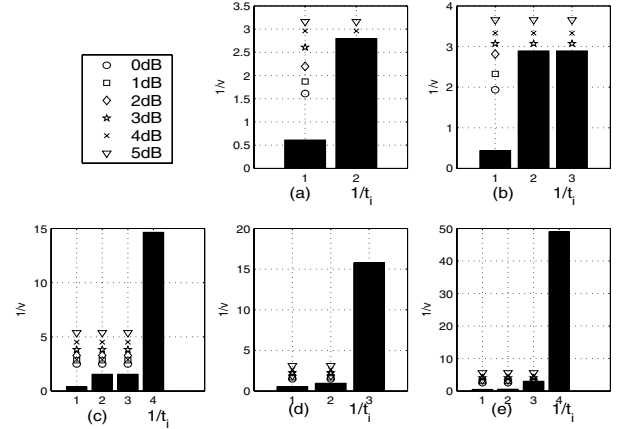 0dB
1dB
2dB
3dB
4dB
5dB
3.5
3
2.5
2
1.5
1
0.5
0
1/v
1 2
(a) 1/t_i
4
3
2
1
0
1/v
1 2 3
(b) 1/t_i
15
10
5
0
1/v
1 2 3 4
(c) 1/t_i
20
15
10
5
0
1/v
1 2 3
(d) 1/t_i
50
40
30
20
10
0
1/v
1 2 3 4
(e) 1/t_i